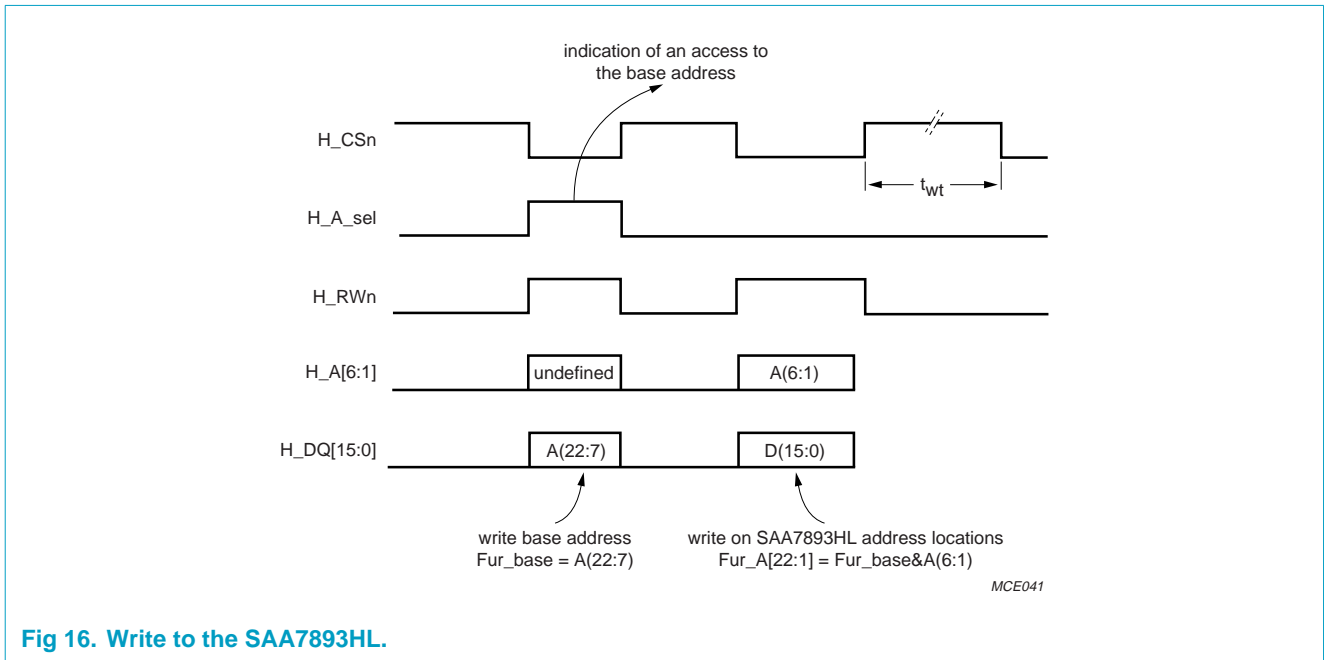 indication of an access to
the base address
H_CSn
twt
H_A_sel
H_RWn
H_A[6:1]
undefined
A(6:1)
H_DQ[15:0]
A(22:7)
D(15:0)
write base address
Fur_base = A(22:7)
write on SAA7893HL address locations
Fur_A[22:1] = Fur_base&A(6:1)
MCE041
Fig 16. Write to the SAA7893HL.